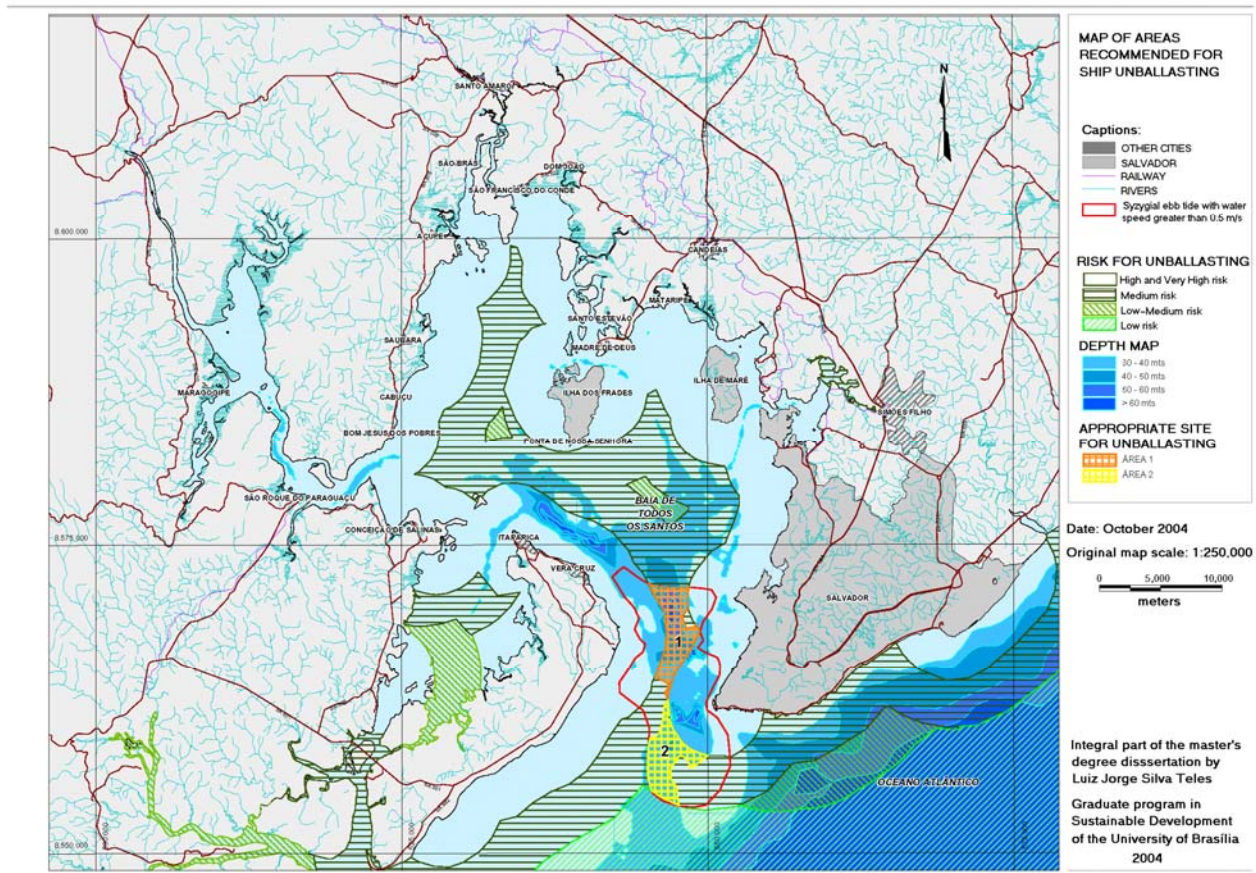 MAP OF AREAS
RECOMMENDED FOR
SHIP UNBALLASTING
N
Captions:
OTHER CITIES
SALVADOR
RAILWAY
RIVERS
Syzygial ebb tide with water
speed greater than 0.5 m/s
RISK FOR UNBALLASTING
High and Very High risk
Medium risk
Low-Medium risk
Low risk
DEPTH MAP
30 - 40 mts
40 - 50 mts
50 - 60 mts
> 60 mts
APPROPRIATE SITE
FOR UNBALLASTING
ÁREA 1
ÁREA 2
Date: October 2004
Original map scale: 1:250,000
0 5,000 10,000
meters
Integral part of the master's
degree disssertation by
Luiz Jorge Silva Teles
Graduate program in
Sustainable Development
of the University of Brasília
2004
SANTO AMARO
SÃO BRÁS
DOM JOÃO
SÃO FRANCISCO DO CONDE
ACUPE
8.600.000
CANDEIAS
MATARIPE
SANTO ESTEVÃO
SAUBARA
MADRE DE DEUS
MARAGOGIPE
CABUÇU
ILHA DOS FRADES
ILHA DE MARÉ
SIMÕES FILHO
BOM JESUS DOS POBRES
PONTA DE NOSSA SENHORA
SÃO ROQUE DO PARAGUAÇU
BAÍA DE
TODOS
OS SANTOS
CONCEIÇÃO DE SALINAS
ITAPARICA
8.575.000
VERA CRUZ
SALVADOR
1
2
OCEANO ATLÂNTICO
8.550.000